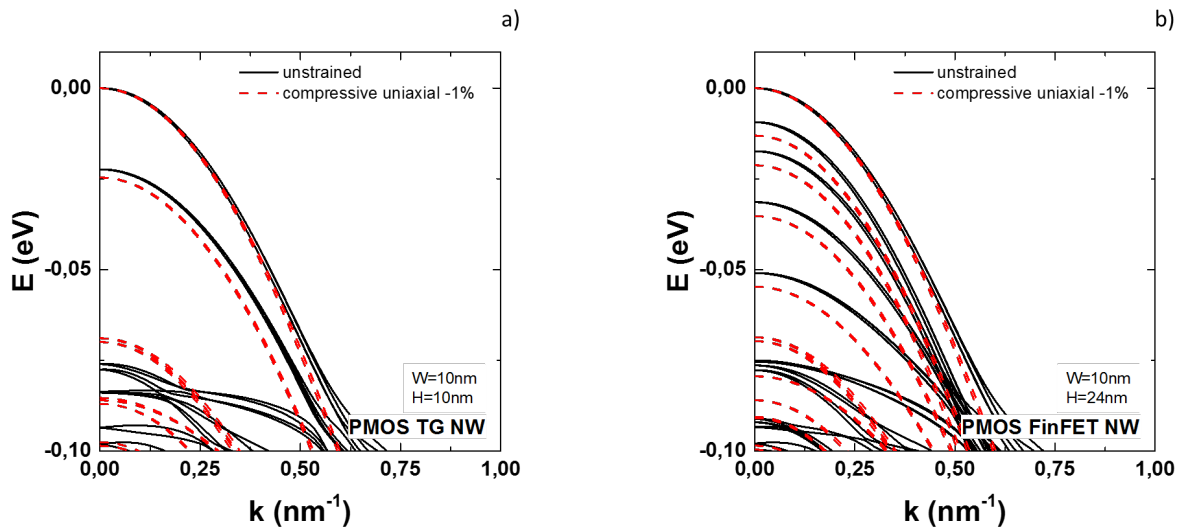 a)
unstrained
compressive uniaxial -1%
0,00
-0,05
-0,10
E (eV)
W=10nm
H=10nm
PMOS TG NW
0,00 0,25 0,50 0,75 1,00
k (nm⁻¹)
b)
unstrained
compressive uniaxial -1%
0,00
-0,05
-0,10
E (eV)
W=10nm
H=24nm
PMOS FinFET NW
0,00 0,25 0,50 0,75 1,00
k (nm⁻¹)